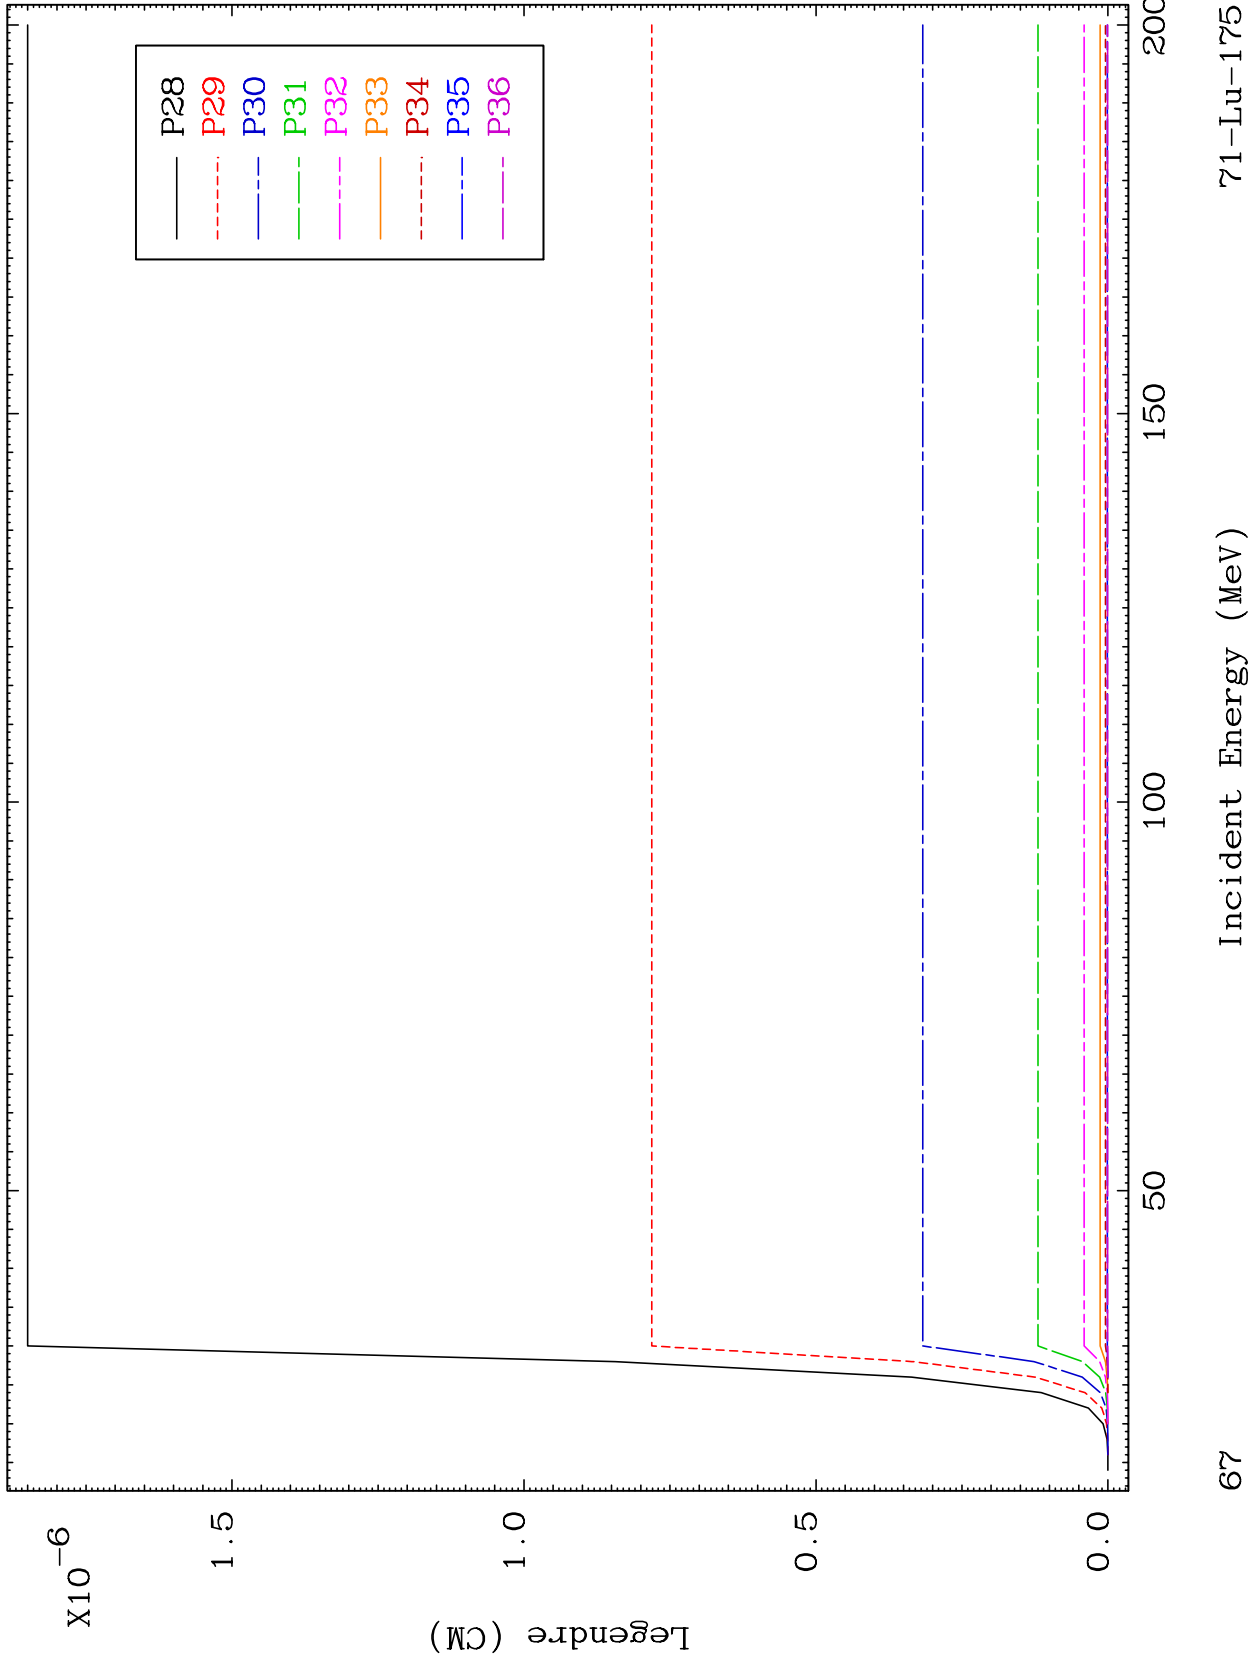 X10-6
1.5
1.0
0.5
0.0
Legendre (CM)
P28
P29
P30
P31
P32
P33
P34
P35
P36
50
100
150
200
67
Incident Energy (MeV)
71-Lu-175